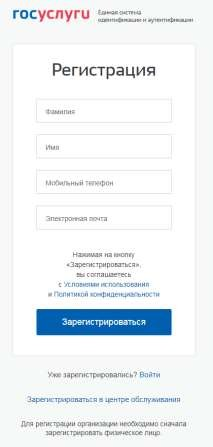 госуслуги
Единая система
идентификации и аутентификации
Регистрация
Фамилия
Имя
Мобильный телефон
Электронная почта
Нажимая на кнопку
«Зарегистрироваться»,
вы соглашаетесь
с Условиями использования
и Политикой конфиденциальности
Зарегистрироваться
Уже зарегистрировались? Войти
Зарегистрироваться в центре обслуживания
Для регистрации организации необходимо сначала
зарегистрировать физическое лицо.